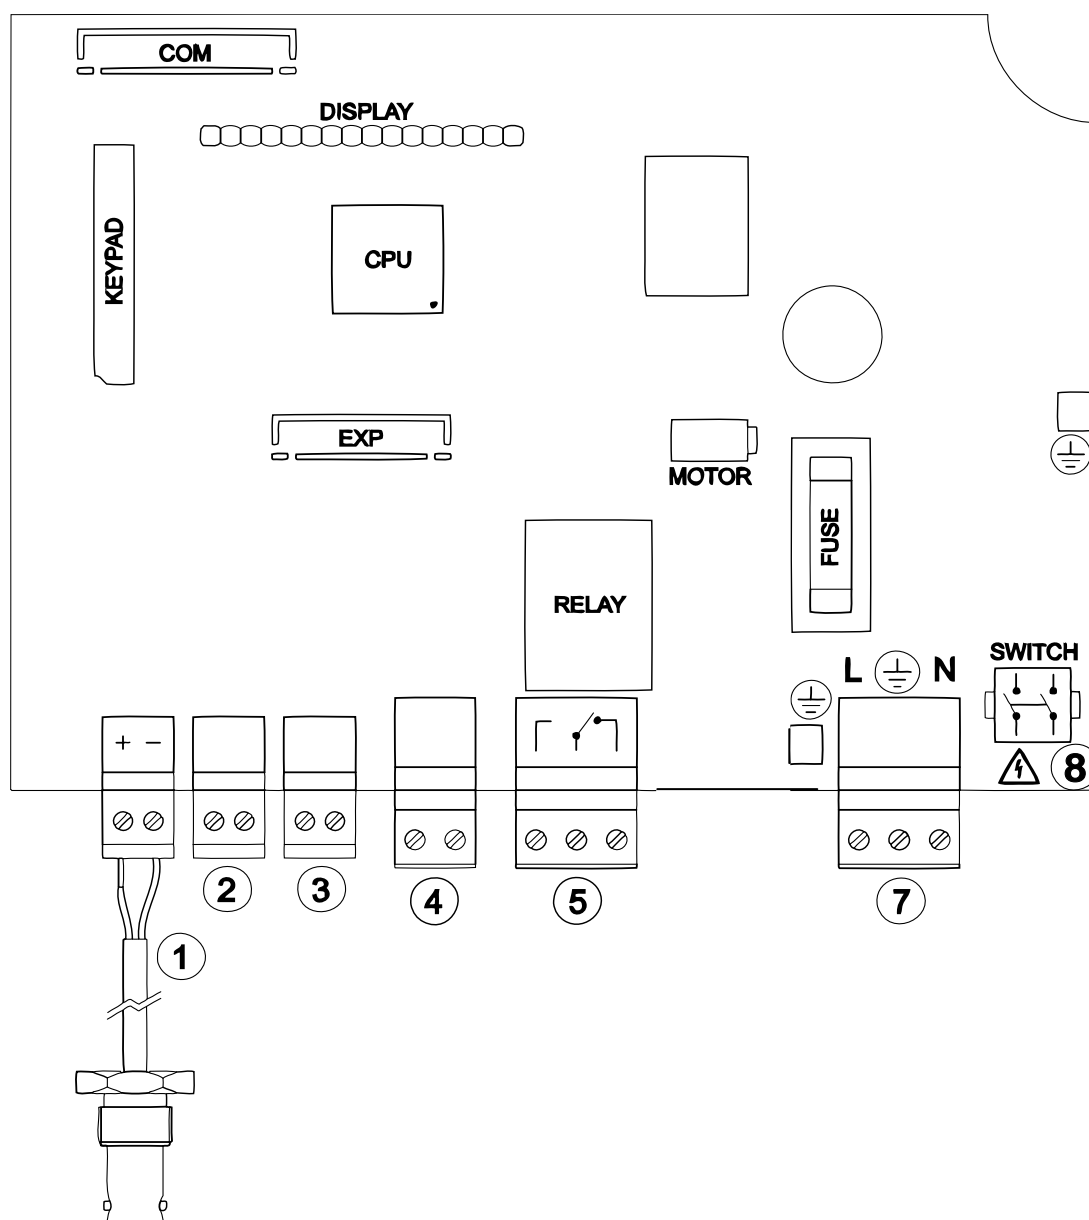 COM
DISPLAY
KEYPAD
CPU
EXP
MOTOR
FUSE
RELAY
SWITCH
L N
+ −
8
2
3
4
5
7
1